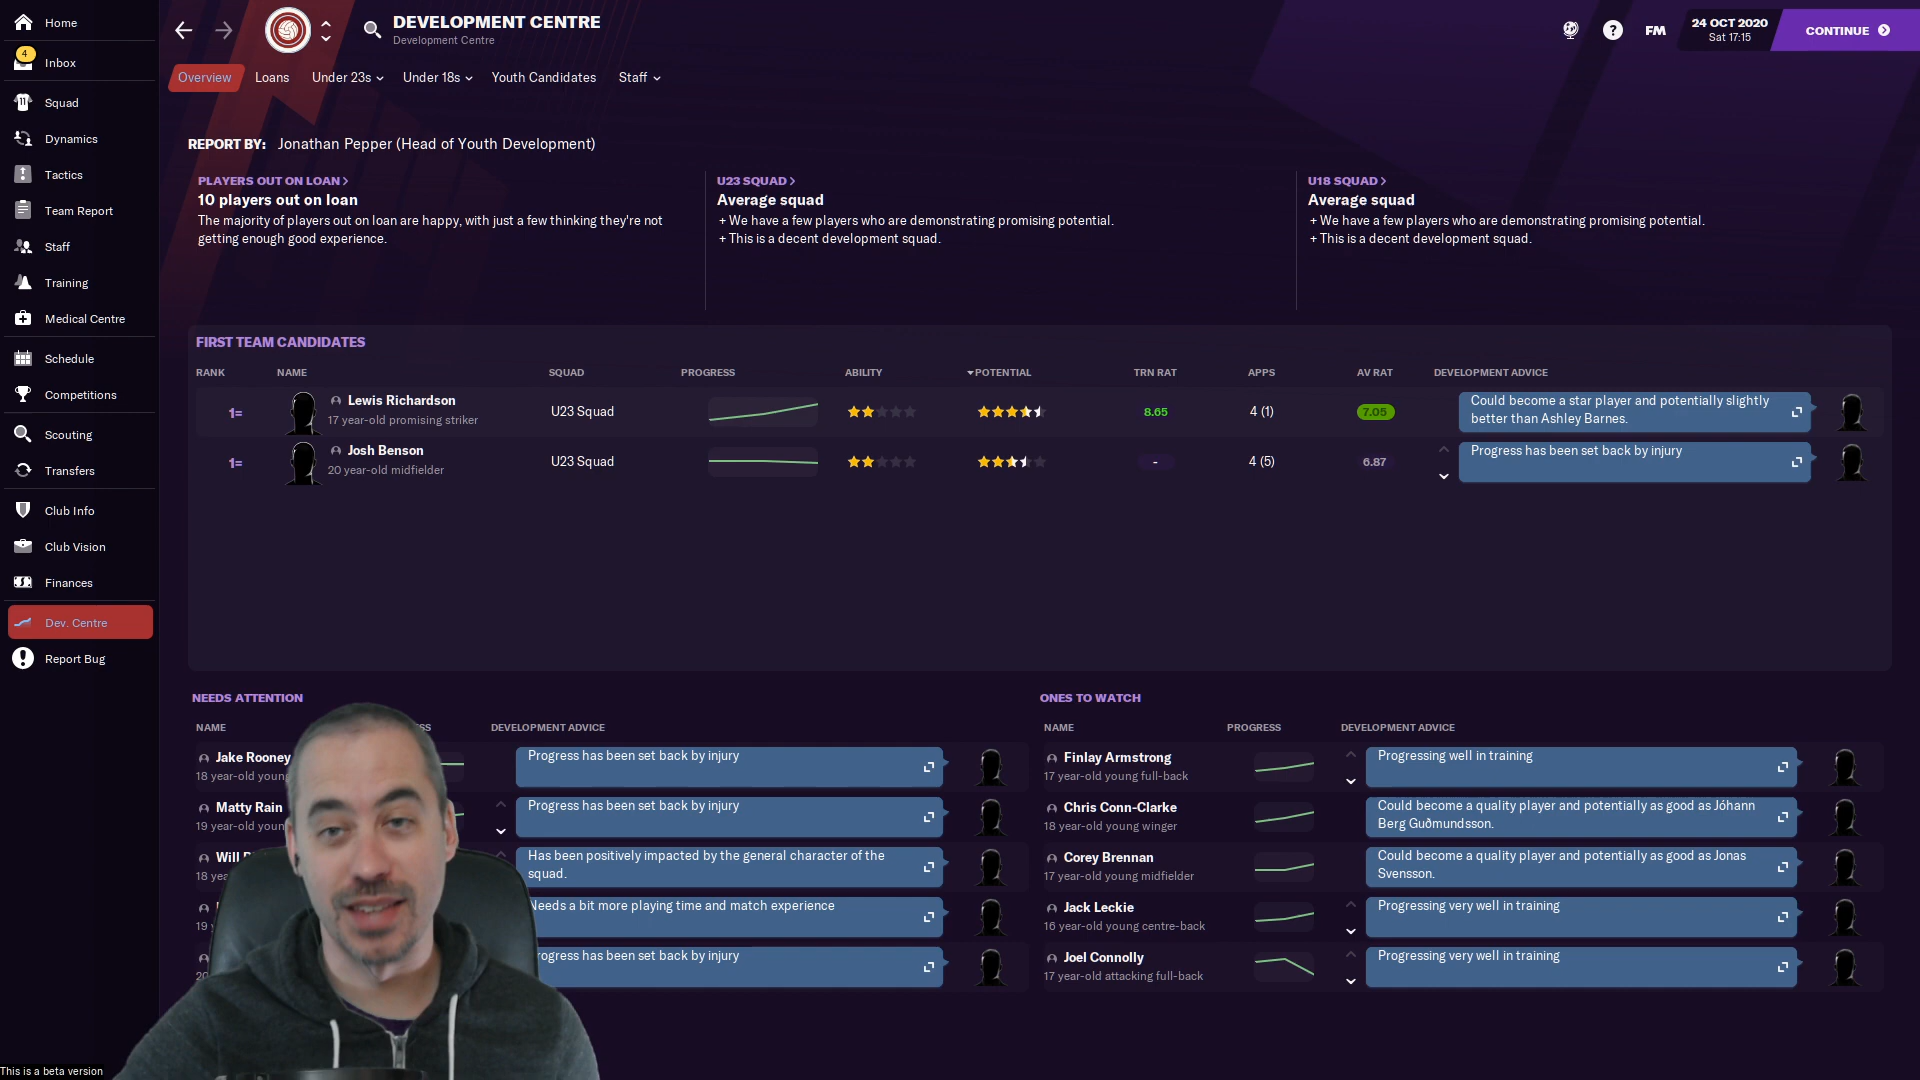 Home
4
Inbox
Squad
Dynamics
Tactics
Team Report
Staff
Training
Medical Centre
Schedule
Competitions
Scouting
Transfers
Club Info
Club Vision
Finances
Dev. Centre
Report Bug
This is a beta version
DEVELOPMENT CENTRE
Development Centre
FM
24 OCT 2020
Sat 17:15
CONTINUE
Overview Loans Under 23s Under 18s Youth Candidates Staff
REPORT BY: Jonathan Pepper (Head of Youth Development)
PLAYERS OUT ON LOAN >
10 players out on loan
The majority of players out on loan are happy, with just a few thinking they're not
getting enough good experience.
U23 SQUAD >
Average squad
+ We have a few players who are demonstrating promising potential.
+ This is a decent development squad.
U18 SQUAD >
Average squad
+ We have a few players who are demonstrating promising potential.
+ This is a decent development squad.
FIRST TEAM CANDIDATES
RANK NAME SQUAD PROGRESS ABILITY POTENTIAL TRN RAT APPS AV RAT DEVELOPMENT ADVICE
1= Lewis Richardson U23 Squad 8.65 4 (1) 7.05
17 year-old promising striker
Could become a star player and potentially slightly
better than Ashley Barnes.
1= Josh Benson U23 Squad - 4 (5) 6.87
20 year-old midfielder
Progress has been set back by injury
NEEDS ATTENTION
NAME DEVELOPMENT ADVICE
Jake Rooney
18 year-old young
Progress has been set back by injury
Matty Rain
19 year-old
Progress has been set back by injury
Will
18
Has been positively impacted by the general character of the
squad.
19
Needs a bit more playing time and match experience
20
Progress has been set back by injury
ONES TO WATCH
NAME PROGRESS DEVELOPMENT ADVICE
Finlay Armstrong
17 year-old young full-back
Progressing well in training
Chris Conn-Clarke
18 year-old young winger
Could become a quality player and potentially as good as Jóhann
Berg Guðmundsson.
Corey Brennan
17 year-old young midfielder
Could become a quality player and potentially as good as Jonas
Svensson.
Jack Leckie
16 year-old young centre-back
Progressing very well in training
Joel Connolly
17 year-old attacking full-back
Progressing very well in training